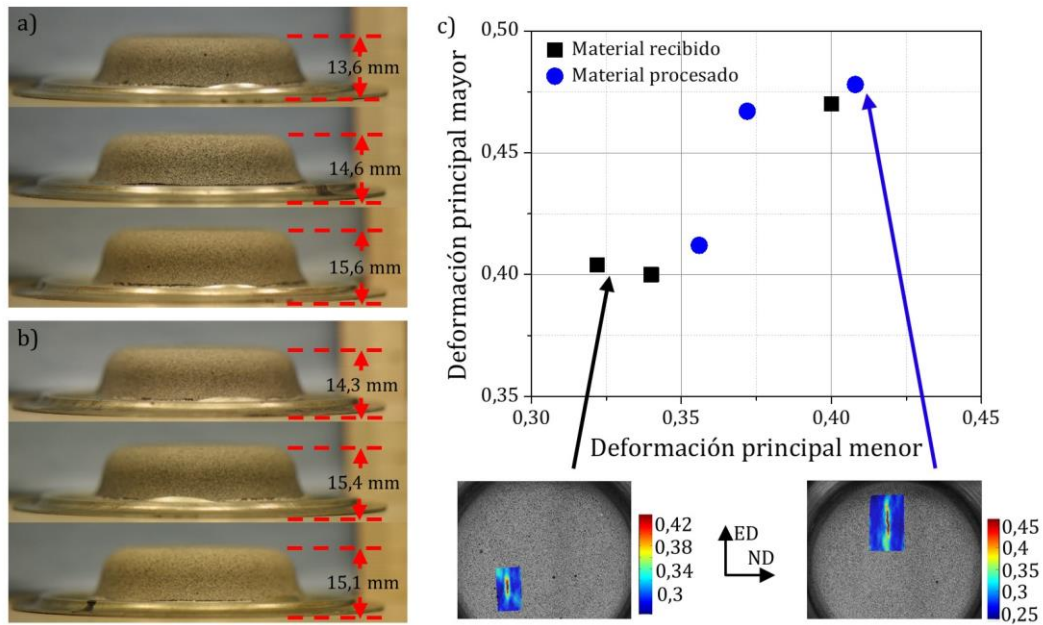 a)
13,6 mm
14,6 mm
15,6 mm
b)
14,3 mm
15,4 mm
15,1 mm
c)
Deformación principal mayor
0,50
0,45
0,40
0,35
Material recibido
Material procesado
0,30 0,35 0,40 0,45
Deformación principal menor
0,42
0,38
0,34
0,3
ED
ND
0,45
0,4
0,35
0,3
0,25